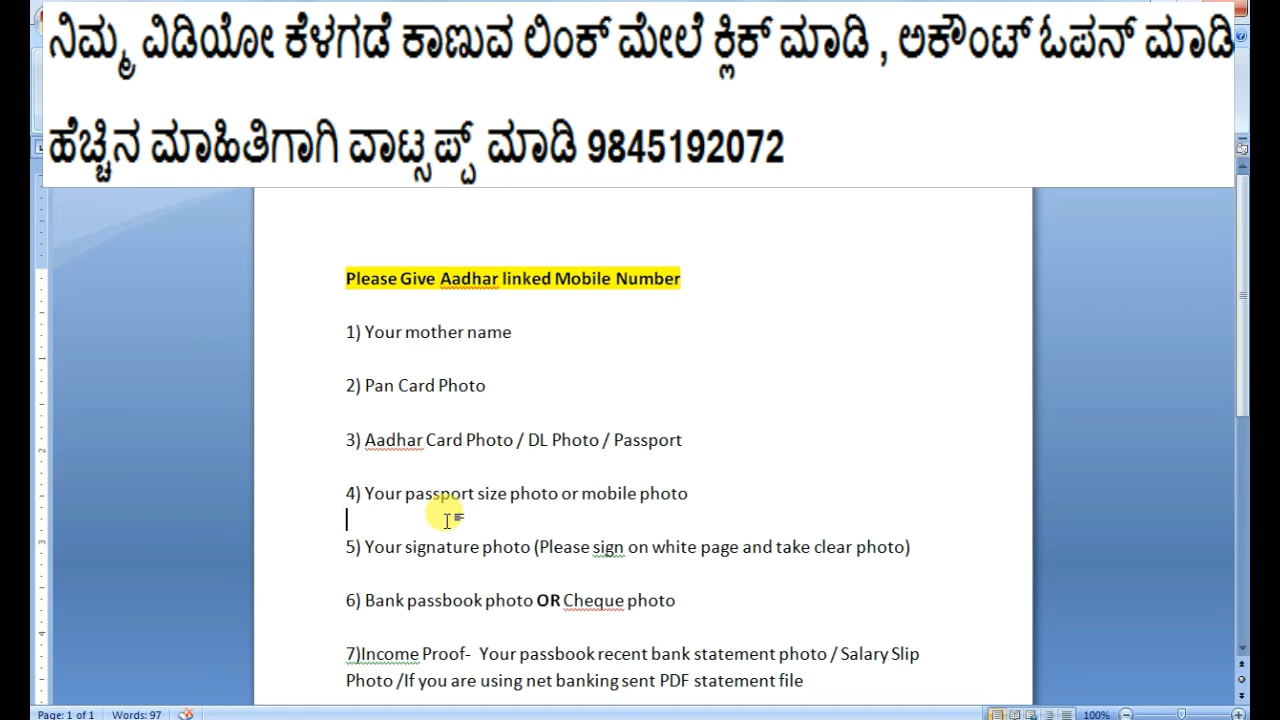 ನಿಮ್ಮ ವಿಡಿಯೋ ಕೆಳಗಡೆ ಕಾಣುವ ಲಿಂಕ್ ಮೇಲೆ ಕ್ಲಿಕ್ ಮಾಡಿ , ಅಕೌಂಟ್ ಓಪನ್ ಮಾಡಿ
ಹೆಚ್ಚಿನ ಮಾಹಿತಿಗಾಗಿ ವಾಟ್ಸಪ್ಪ್ ಮಾಡಿ 9845192072
Please Give Aadhar linked Mobile Number
1) Your mother name
2) Pan Card Photo
3) Aadhar Card Photo / DL Photo / Passport
4) Your passport size photo or mobile photo
5) Your signature photo (Please sign on white page and take clear photo)
6) Bank passbook photo OR Cheque photo
7)Income Proof-  Your passbook recent bank statement photo / Salary Slip
Photo /If you are using net banking sent PDF statement file
Page: 1 of 1 Words: 97 100%